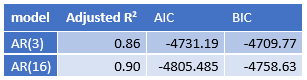 model Adjusted R² AIC BIC
AR(3) 0.86 -4731.19 -4709.77
AR(16) 0.90 -4805.485 -4758.63